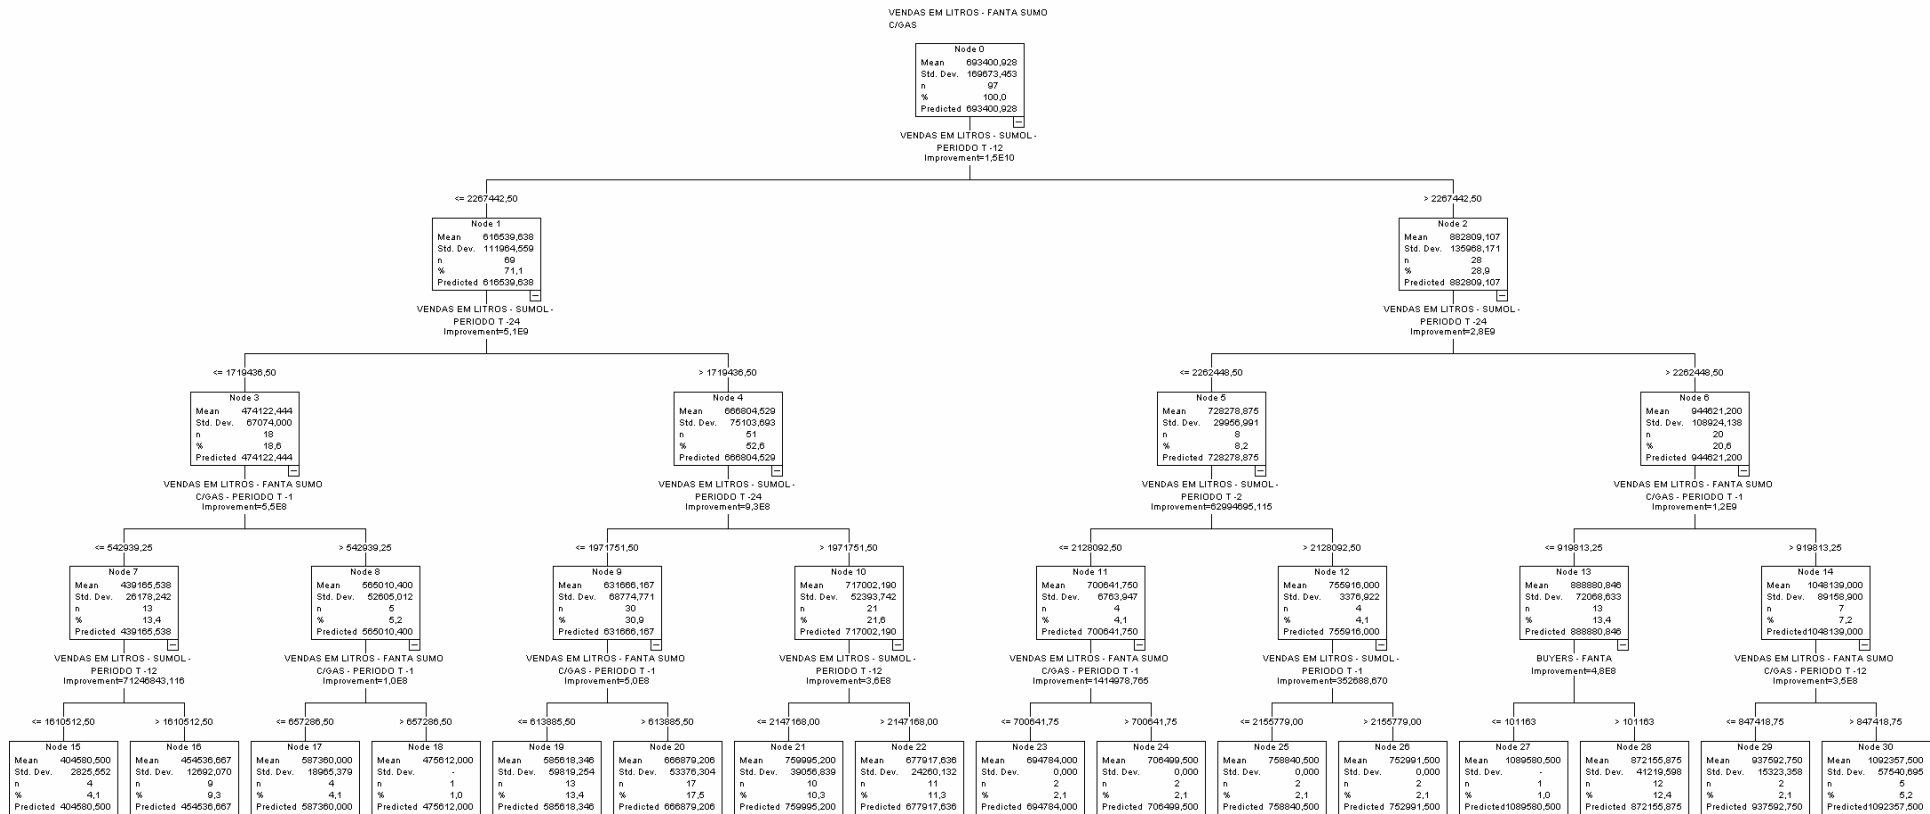 VENDAS EM LITROS - FANTA SUMO
C/GAS
Node 0
Mean 693400,928
Std. Dev. 169673,453
n 97
% 100,0
Predicted 693400,928
VENDAS EM LITROS - SUMOL -
PERIODO T -12
Improvement=1,5E10
<= 2267442,50
> 2267442,50
Node 1
Mean 616539,638
Std. Dev. 111964,559
n 69
% 71,1
Predicted 616539,638
VENDAS EM LITROS - SUMOL -
PERIODO T -24
Improvement=5,1E9
Node 2
Mean 882809,107
Std. Dev. 135968,171
n 28
% 28,9
Predicted 882809,107
VENDAS EM LITROS - SUMOL -
PERIODO T -24
Improvement=2,8E9
<= 1719436,50
> 1719436,50
<= 2262448,50
> 2262448,50
Node 3
Mean 474122,444
Std. Dev. 67074,000
n 18
% 18,6
Predicted 474122,444
VENDAS EM LITROS - FANTA SUMO
C/GAS - PERIODO T -1
Improvement=5,5E8
Node 4
Mean 666804,529
Std. Dev. 75103,693
n 51
% 52,6
Predicted 666804,529
VENDAS EM LITROS - SUMOL -
PERIODO T -24
Improvement=9,3E8
Node 5
Mean 728278,875
Std. Dev. 29956,991
n 8
% 8,2
Predicted 728278,875
VENDAS EM LITROS - SUMOL -
PERIODO T -2
Improvement=62994695,115
Node 6
Mean 944621,200
Std. Dev. 108924,138
n 20
% 20,6
Predicted 944621,200
VENDAS EM LITROS - FANTA SUMO
C/GAS - PERIODO T -1
Improvement=1,2E9
<= 542939,25
> 542939,25
<= 1971751,50
> 1971751,50
<= 2128092,50
> 2128092,50
<= 919813,25
> 919813,25
Node 7
Mean 439165,538
Std. Dev. 26178,242
n 13
% 13,4
Predicted 439165,538
VENDAS EM LITROS - SUMOL -
PERIODO T -12
Improvement=71246843,116
Node 8
Mean 565010,400
Std. Dev. 52605,012
n 5
% 5,2
Predicted 565010,400
VENDAS EM LITROS - FANTA SUMO
C/GAS - PERIODO T -1
Improvement=1,0E8
Node 9
Mean 631666,167
Std. Dev. 68774,771
n 30
% 30,9
Predicted 631666,167
VENDAS EM LITROS - FANTA SUMO
C/GAS - PERIODO T -1
Improvement=5,0E8
Node 10
Mean 717002,190
Std. Dev. 52393,742
n 21
% 21,6
Predicted 717002,190
VENDAS EM LITROS - SUMOL -
PERIODO T -12
Improvement=3,6E8
Node 11
Mean 700641,750
Std. Dev. 6763,947
n 4
% 4,1
Predicted 700641,750
VENDAS EM LITROS - FANTA SUMO
C/GAS - PERIODO T -1
Improvement=1414978,765
Node 12
Mean 755916,000
Std. Dev. 3376,922
n 4
% 4,1
Predicted 755916,000
VENDAS EM LITROS - SUMOL -
PERIODO T -1
Improvement=352688,670
Node 13
Mean 888880,846
Std. Dev. 72068,633
n 13
% 13,4
Predicted 888880,846
BUYERS - FANTA
Improvement=4,8E8
Node 14
Mean 1048139,000
Std. Dev. 89158,900
n 7
% 7,2
Predicted1048139,000
VENDAS EM LITROS - FANTA SUMO
C/GAS - PERIODO T -12
Improvement=3,5E8
<= 1610512,50
> 1610512,50
<= 657286,50
> 657286,50
<= 613885,50
> 613885,50
<= 2147168,00
> 2147168,00
<= 700641,75
> 700641,75
<= 2155779,00
> 2155779,00
<= 101163
> 101163
<= 847418,75
> 847418,75
Node 15
Mean 404580,500
Std. Dev. 2825,552
n 4
% 4,1
Predicted 404580,500
Node 16
Mean 454536,667
Std. Dev. 12692,070
n 9
% 9,3
Predicted 454536,667
Node 17
Mean 587360,000
Std. Dev. 18965,379
n 4
% 4,1
Predicted 587360,000
Node 18
Mean 475612,000
Std. Dev. -
n 1
% 1,0
Predicted 475612,000
Node 19
Mean 585618,346
Std. Dev. 59819,254
n 13
% 13,4
Predicted 585618,346
Node 20
Mean 666879,206
Std. Dev. 53376,304
n 17
% 17,5
Predicted 666879,206
Node 21
Mean 759995,200
Std. Dev. 39056,839
n 10
% 10,3
Predicted 759995,200
Node 22
Mean 677917,636
Std. Dev. 24260,132
n 11
% 11,3
Predicted 677917,636
Node 23
Mean 694784,000
Std. Dev. 0,000
n 2
% 2,1
Predicted 694784,000
Node 24
Mean 706499,500
Std. Dev. 0,000
n 2
% 2,1
Predicted 706499,500
Node 25
Mean 758840,500
Std. Dev. 0,000
n 2
% 2,1
Predicted 758840,500
Node 26
Mean 752991,500
Std. Dev. 0,000
n 2
% 2,1
Predicted 752991,500
Node 27
Mean 1089580,500
Std. Dev. -
n 1
% 1,0
Predicted1089580,500
Node 28
Mean 872155,875
Std. Dev. 41219,598
n 12
% 12,4
Predicted 872155,875
Node 29
Mean 937592,750
Std. Dev. 15323,358
n 2
% 2,1
Predicted 937592,750
Node 30
Mean 1092357,500
Std. Dev. 57540,695
n 5
% 5,2
Predicted1092357,500